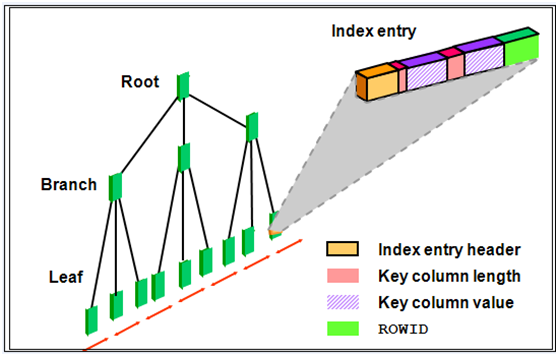 Index entry
Root
Branch
Leaf
Index entry header
Key column length
Key column value
ROWID